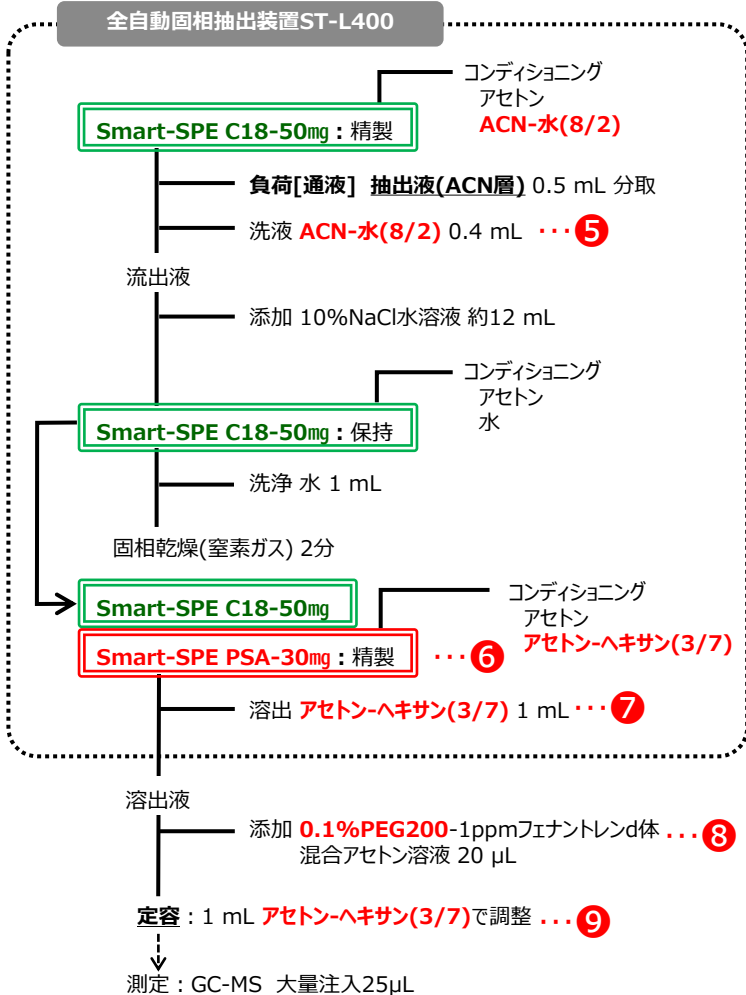 全自動固相抽出装置ST-L400
コンディショニング
アセトン
ACN-水(8/2)
Smart-SPE C18-50mg：精製
負荷[通液] 抽出液(ACN層) 0.5 mL 分取
洗液 ACN-水(8/2) 0.4 mL ･･･❺
流出液
添加 10%NaCl水溶液 約12 mL
コンディショニング
アセトン
水
Smart-SPE C18-50mg：保持
洗浄 水 1 mL
固相乾燥(窒素ガス) 2分
コンディショニング
アセトン
アセトン-ヘキサン(3/7)
Smart-SPE C18-50mg
Smart-SPE PSA-30mg：精製 ･･･❻
溶出 アセトン-ヘキサン(3/7) 1 mL･･･❼
溶出液
添加 0.1%PEG200-1ppmフェナントレンd体 ...❽
混合アセトン溶液 20 µL
定容：1 mL アセトン-ヘキサン(3/7)で調整 ...❾
測定：GC-MS 大量注入25µL